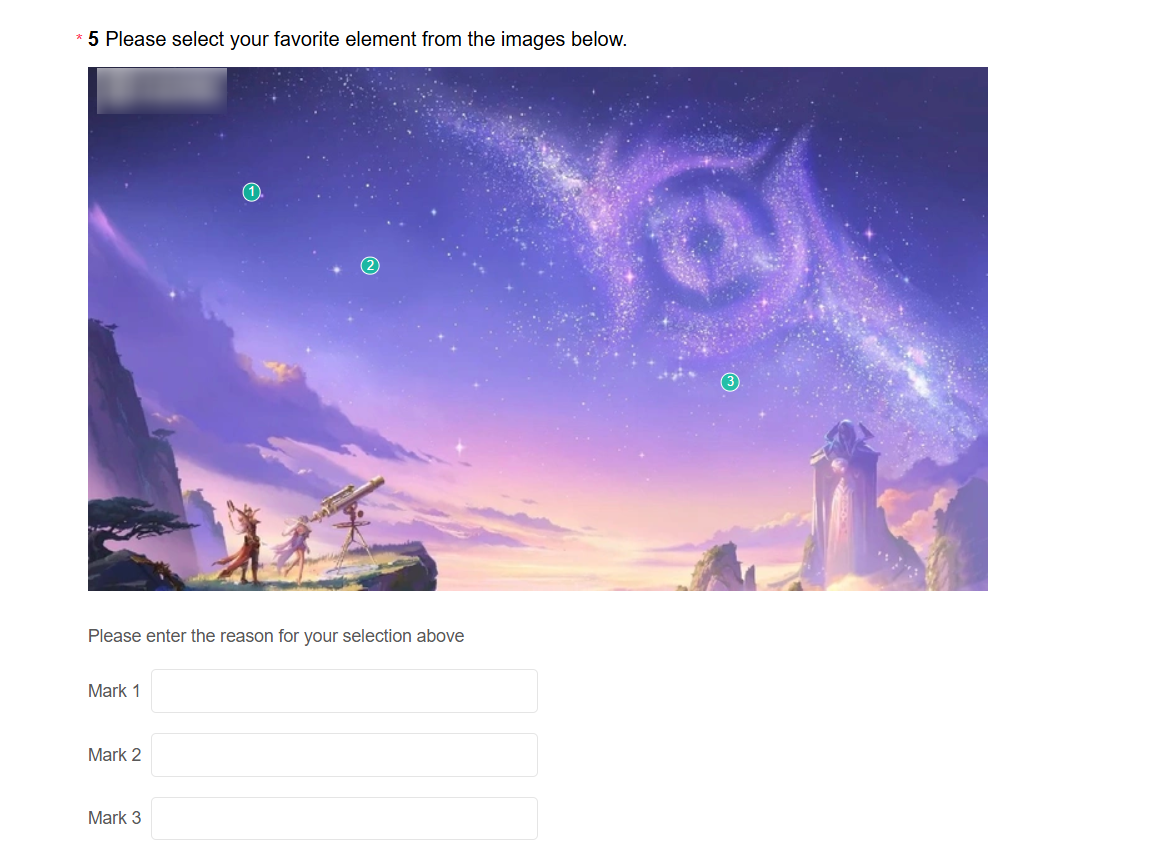 * 5 Please select your favorite element from the images below.
1
2
3
Please enter the reason for your selection above
Mark 1
Mark 2
Mark 3